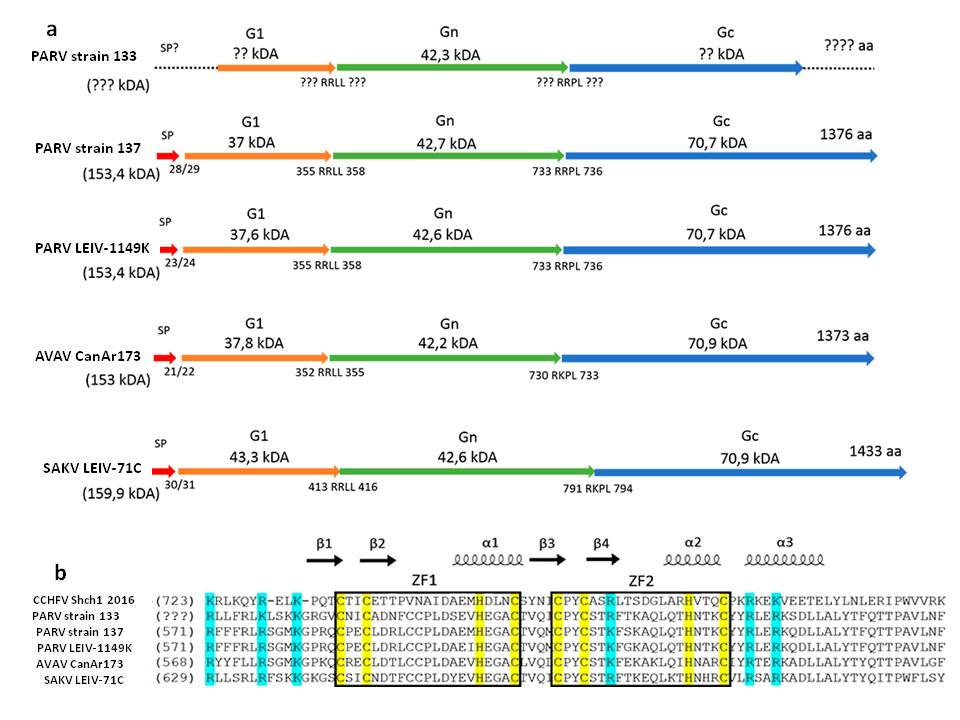 a
G1 Gn Gc
PARV strain 133 SP? ?? kDA 42,3 kDA ?? kDA ???? aa
(??? kDA) ??? RRLL ??? ??? RRPL ???
G1 Gn Gc
PARV strain 137 SP 37 kDA 42,7 kDA 70,7 kDA 1376 aa
(153,4 kDA) 28/29 355 RRLL 358 733 RRPL 736
G1 Gn Gc
PARV LEIV-1149K SP 37,6 kDA 42,6 kDA 70,7 kDA 1376 aa
(153,4 kDA) 23/24 355 RRLL 358 733 RRPL 736
G1 Gn Gc
AVAV CanAr173 SP 37,8 kDA 42,2 kDA 70,9 kDA 1373 aa
(153 kDA) 21/22 352 RRLL 355 730 RKPL 733
G1 Gn Gc
SAKV LEIV-71C SP 43,3 kDA 42,6 kDA 70,9 kDA 1433 aa
(159,9 kDA) 30/31 413 RRLL 416 791 RKPL 794
b
β1 β2 α1 β3 β4 α2 α3
ZF1 ZF2
CCHFV Shch1 2016 (723) KRLKQYR-ELK-PQTCTICETTPVNAIDAEMHDLNCSYNICPYCASRLTSDGLARHVTQCPKRKEKVEETELYLNLERIPWVVRK
PARV strain 133 (???) RLLFRLKLSKKGRGVCNICADNFCCPLDSEVHEGACTVQNCPYCSTRFTKAQLQTHNTKCYRLERKQDLLALYTFQTTPAVLNF
PARV strain 137 (571) RFFFRLRSGMKGPRQCPECLDRLCCPLDAEMHEGACTVQMCPYCSTKFSKAQLQTHNTKCYRLERKQDLLALYTFQTTPAVLNF
PARV LEIV-1149K (571) RFFFRLRSGMKGPRQCPECLDRLCCPLDAEIHEGACTVQNCPYCSTKFSKAQLQTHNTKCYRLERKQDLLALYTFQTTPAVLNF
AVAV CanAr173 (568) RYYFLLRSGMKGPKQCRECLDTLCCPLDAEVHEGACLVQICPYCSTKFEKAKLQTHNARCIYRTERKATDLLALYTYQTTPAVLGF
SAKV LEIV-71C (629) RLLSRLRFSKKGKGSCSICNDTFCCPLDYEVHEGACTVQICPYCSTRFTKEQLKTHNHRCVLRSARKADLLALYTYQITPWFLSY